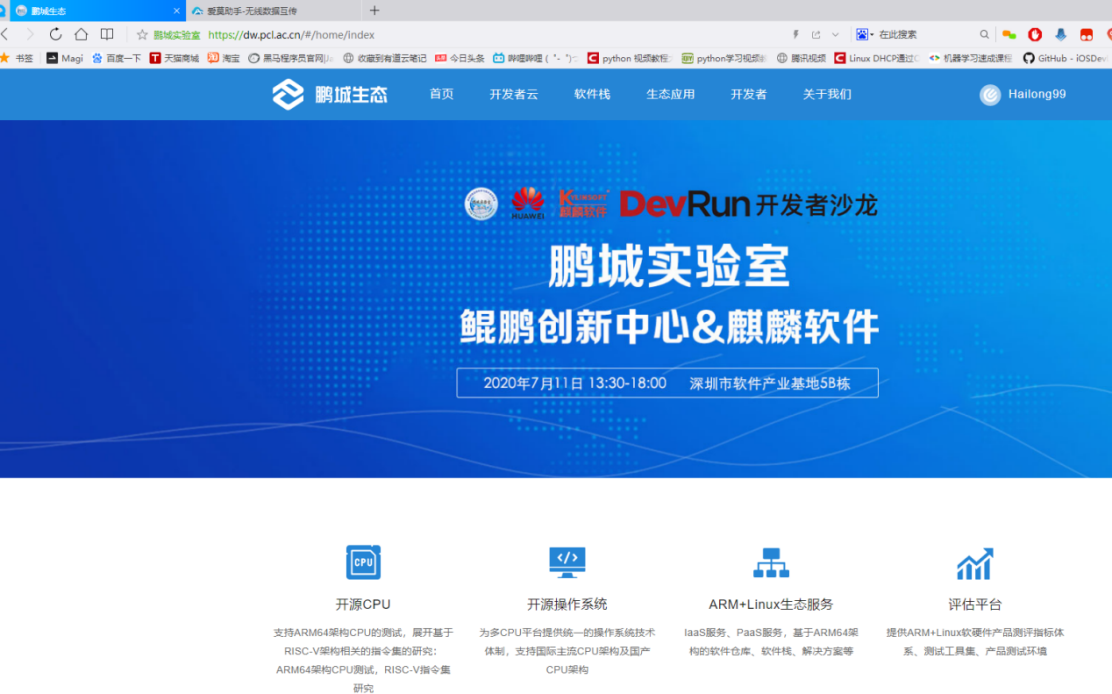 鹏城生态
爱莫助手-无线数据互传
鹏城实验室 https://dw.pcl.ac.cn/#/home/index
在此搜索
书签 Magi 百度一下 天猫商城 淘宝 黑马程序员官网|Ja 收藏到有道云笔记 今日头条 哔哩哔哩 ( ゜- ゜)つ python 视频教程 python学习视频 腾讯视频 Linux DHCP通过C 机器学习速成课程 GitHub - iOSDev
鹏城生态 首页 开发者云 软件栈 生态应用 开发者 关于我们 Hailong99
HUAWEI 麒麟软件 DevRun 开发者沙龙
鹏城实验室
鲲鹏创新中心&麒麟软件
2020年7月11日 13:30-18:00 深圳市软件产业基地5B栋
CPU
开源CPU
支持ARM64架构CPU的测试，展开基于
RISC-V架构相关的指令集的研究：
ARM64架构CPU测试，RISC-V指令集
研究
开源操作系统
为多CPU平台提供统一的操作系统技术
体制，支持国际主流CPU架构及国产
CPU架构
ARM+Linux生态服务
IaaS服务、PaaS服务，基于ARM64架
构的软件仓库、软件栈、解决方案等
评估平台
提供ARM+Linux软硬件产品测评指标体
系、测试工具集、产品测试环境